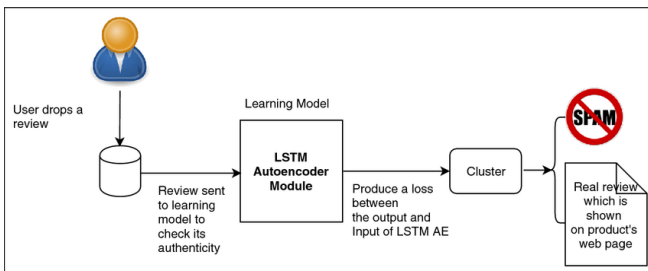 User drops a
review
Review sent
to learning
model to
check its
authenticity
Learning Model
LSTM
Autoencoder
Module
Produce a loss
between
the output and
Input of LSTM AE
Cluster
SPAM
Real review
which is
shown
on product's
web page